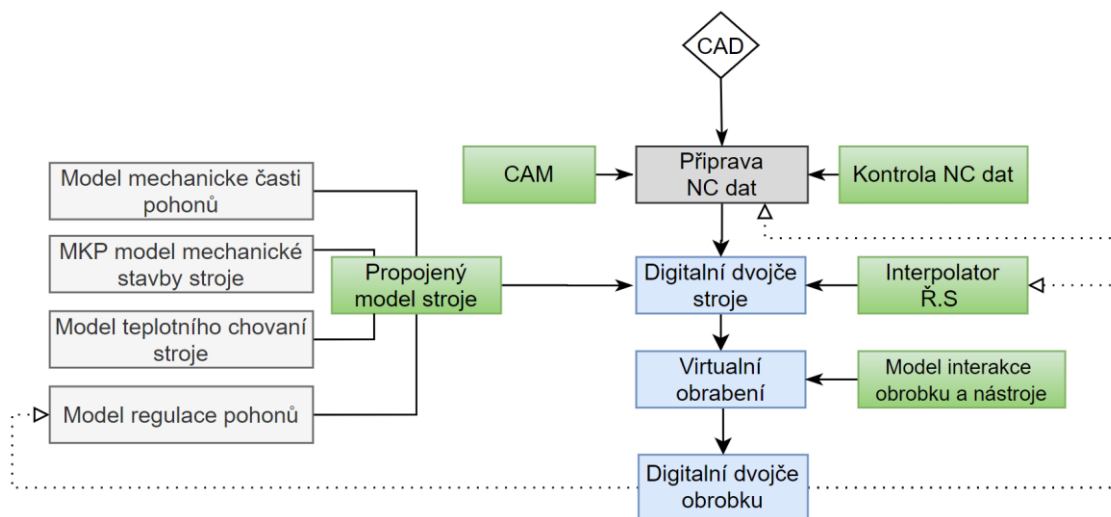 CAD
CAM
Připrava
NC dat
Kontrola NC dat
Model mechanicke časti
pohonů
MKP model mechanické
stavby stroje
Model teplotního chovaní
stroje
Model regulace pohonů
Propojený
model stroje
Digitalní dvojče
stroje
Interpolator
Ř.S
Virtualní
obrabení
Model interakce
obrobku a nástroje
Digitalní dvojče
obrobku